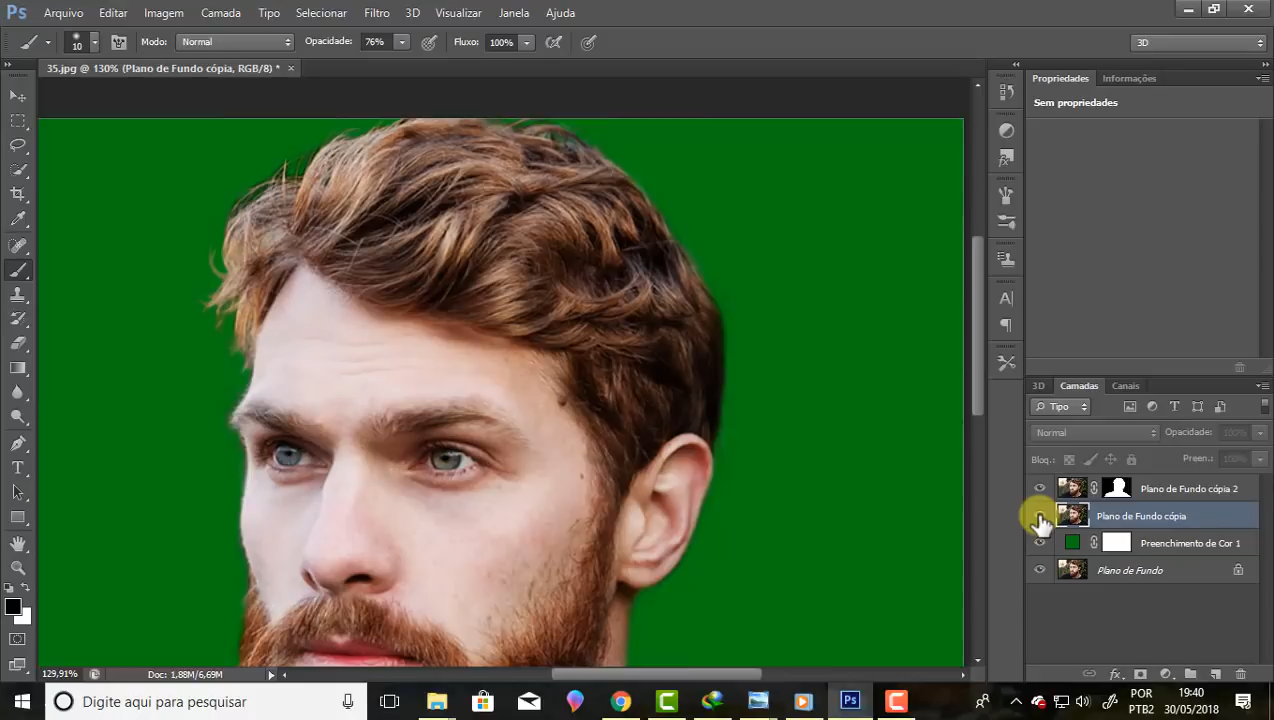 Ps Arquivo Editar Imagem Camada Tipo Selecionar Filtro 3D Visualizar Janela Ajuda
10 Modo: Normal Opacidade: 76% Fluxo: 100% 3D
35.jpg @ 130% (Plano de Fundo cópia, RGB/8) * ×
Propriedades Informações
Sem propriedades
3D Camadas Canais
Tipo
Normal Opacidade: 100%
Bloq.: Preen.: 100%
Plano de Fundo cópia 2
Plano de Fundo cópia
Preenchimento de Cor 1
Plano de Fundo
129,91% Doc: 1,88M/6,69M
Digite aqui para pesquisar
Ps
POR
PTB2
19:40
30/05/2018